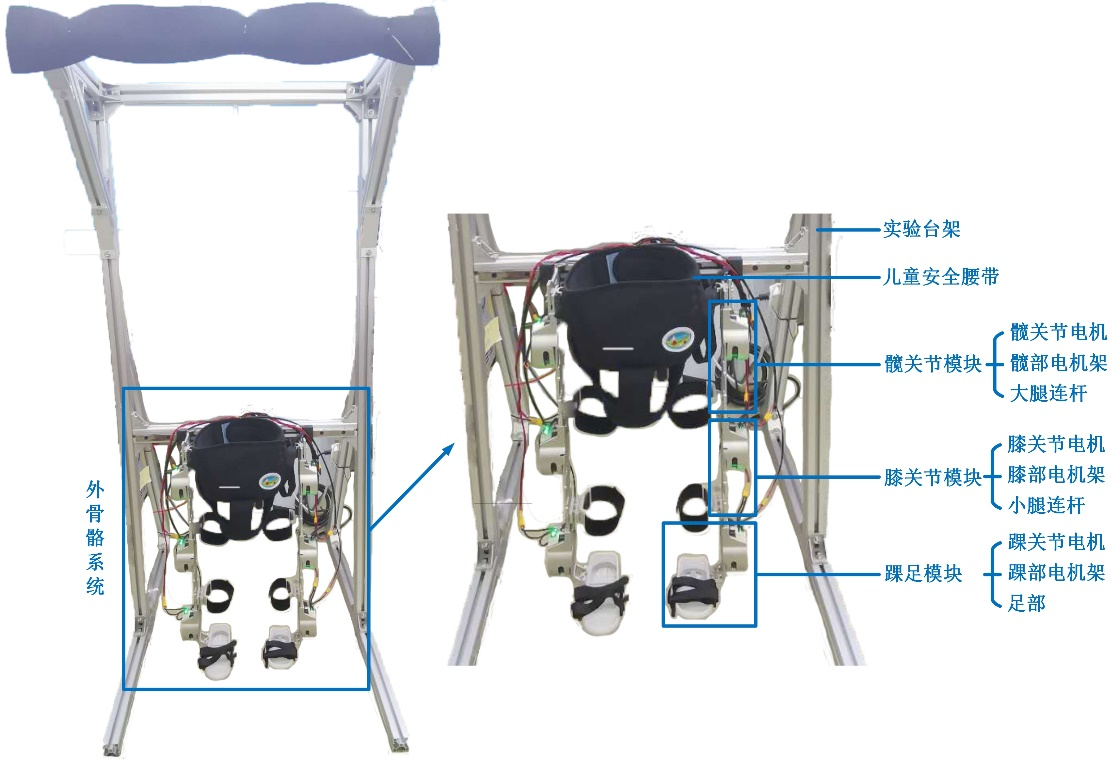 外骨骼系统
实验台架
儿童安全腰带
髋关节模块
髋关节电机
髋部电机架
大腿连杆
膝关节模块
膝关节电机
膝部电机架
小腿连杆
踝足模块
踝关节电机
踝部电机架
足部